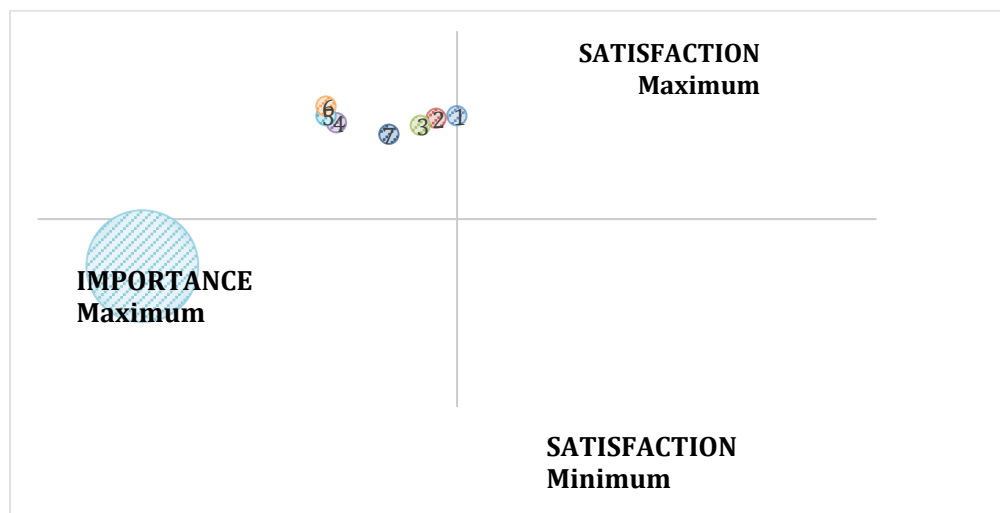 SATISFACTION
Maximum
6
5
4
7
3
2
1
IMPORTANCE
Maximum
SATISFACTION
Minimum